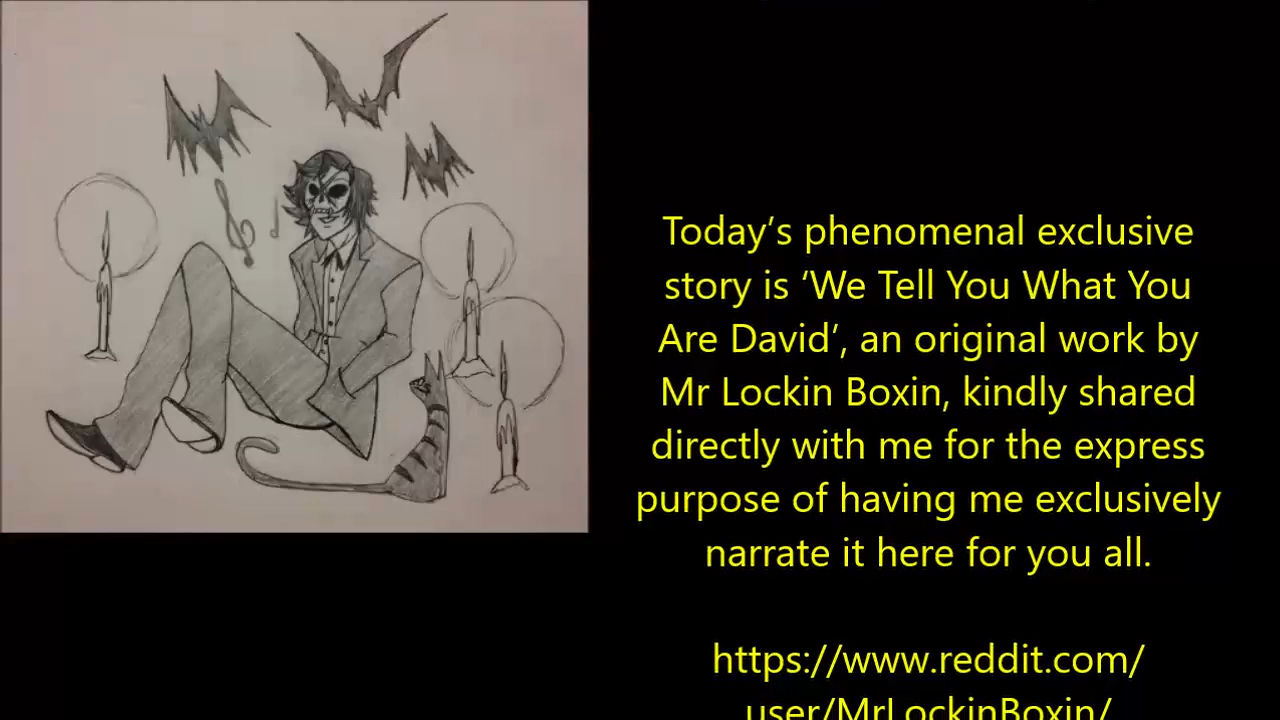 Today’s phenomenal exclusive
story is ‘We Tell You What You
Are David’, an original work by
Mr Lockin Boxin, kindly shared
directly with me for the express
purpose of having me exclusively
narrate it here for you all.
https://www.reddit.com/
user/MrLockinBoxin/